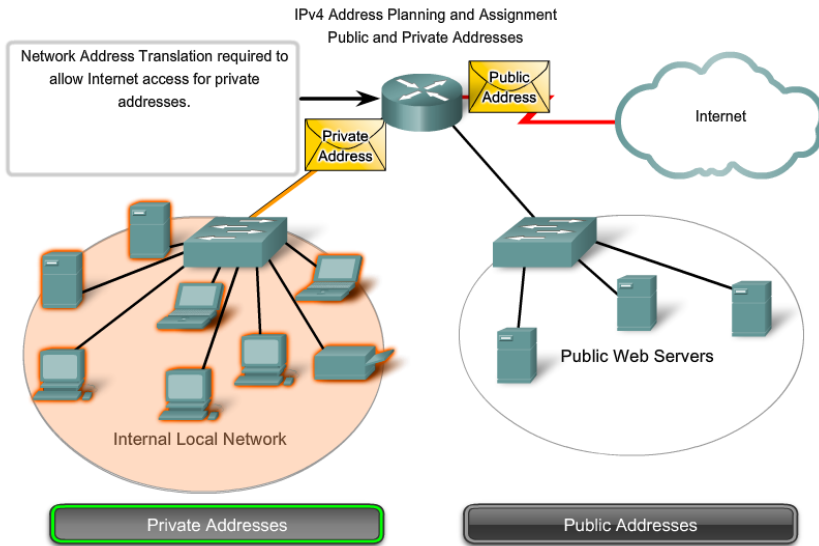 IPv4 Address Planning and Assignment
Public and Private Addresses
Network Address Translation required to
allow Internet access for private
addresses.
Public
Address
Internet
Private
Address
Public Web Servers
Internal Local Network
Private Addresses
Public Addresses